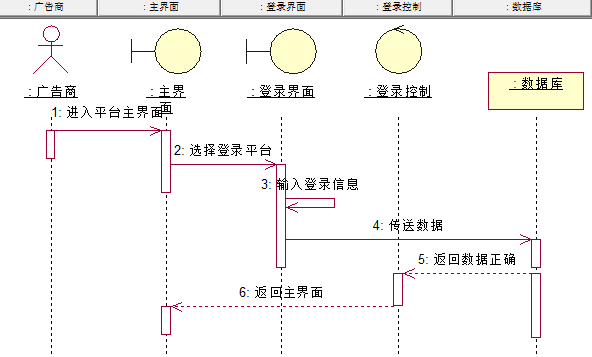 : 广告商
: 主界面
: 登录界面
: 登录控制
: 数据库
: 广告商
: 主界
面
: 登录界面
: 登录控制
: 数据库
1: 进入平台主界面
2: 选择登录平台
3: 输入登录信息
4: 传送数据
5: 返回数据正确
6: 返回主界面